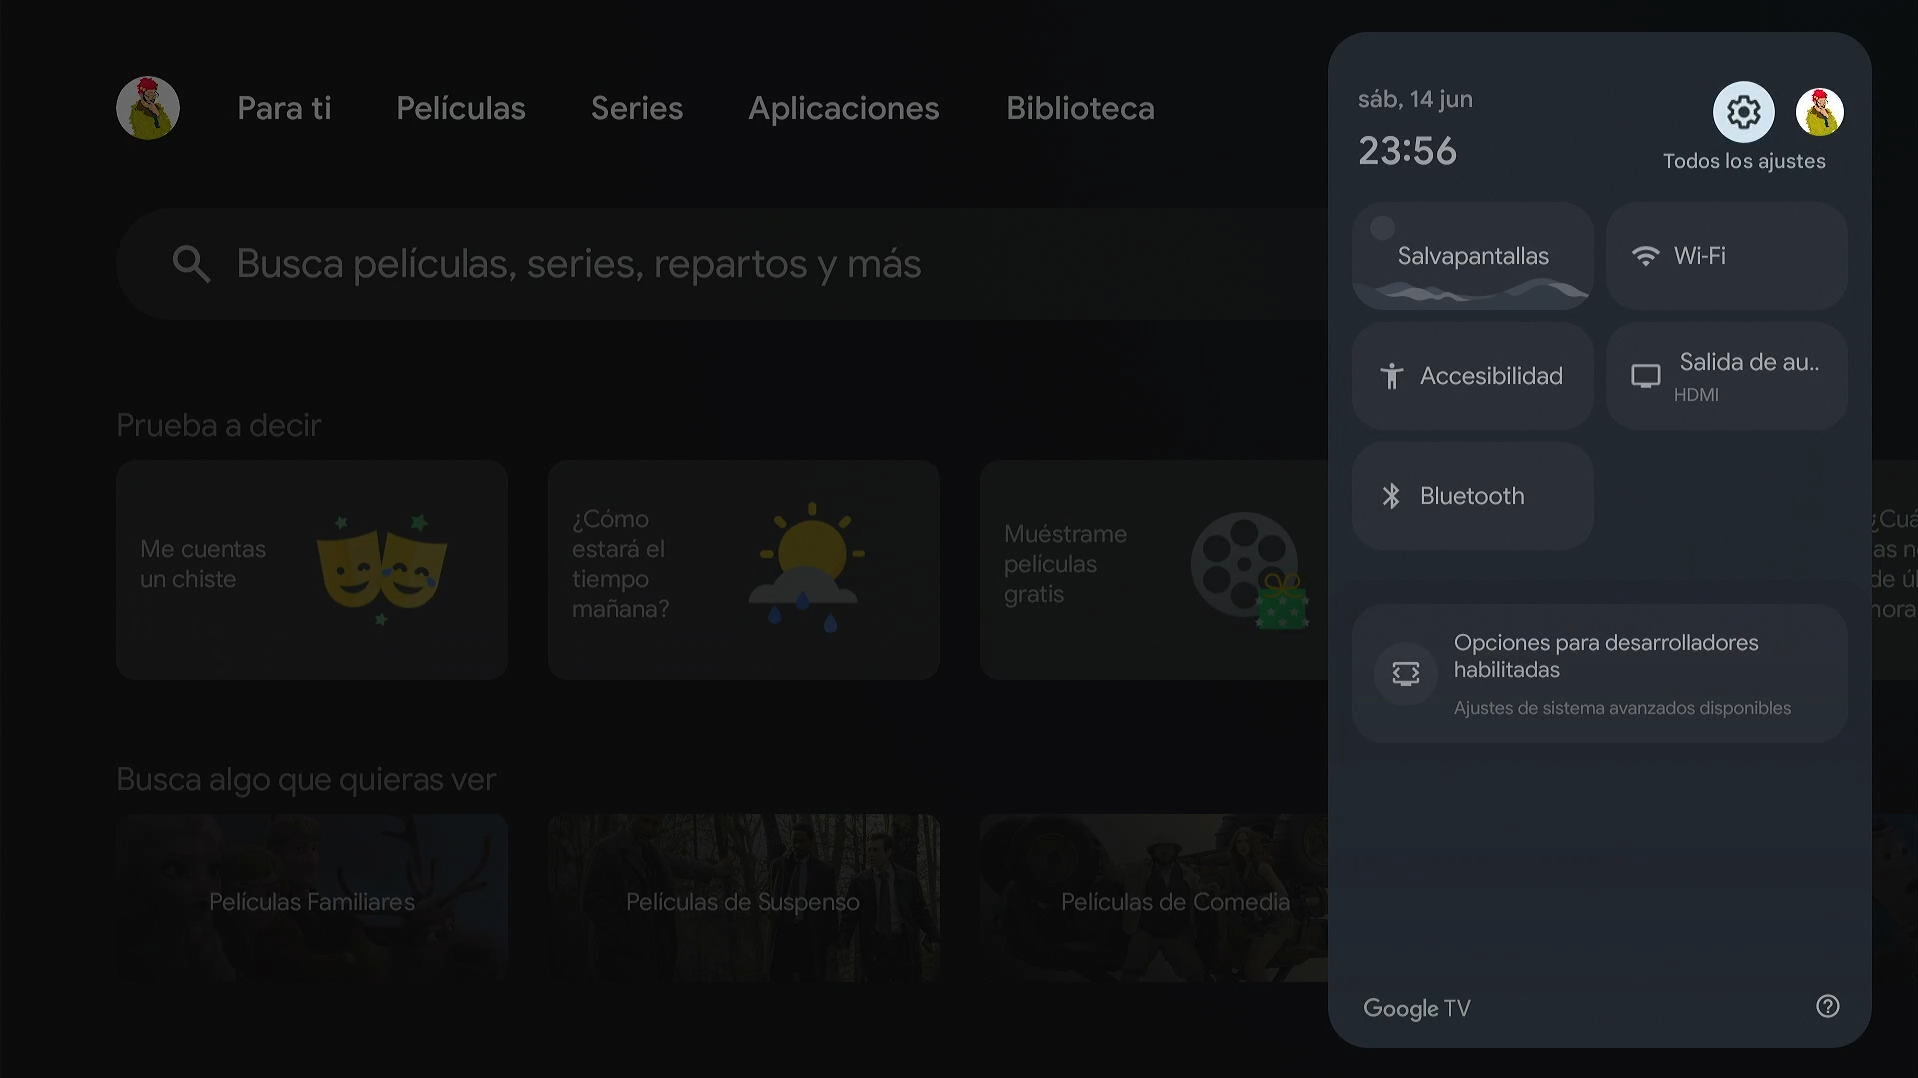 Para ti
Películas
Series
Aplicaciones
Biblioteca
Busca películas, series, repartos y más
Prueba a decir
Me cuentas
un chiste
¿Cómo
estará el
tiempo
mañana?
Muéstrame
películas
gratis
¿Cuá
as n
de úl
hora
Busca algo que quieras ver
Películas Familiares
Películas de Suspenso
Películas de Comedia
sáb, 14 jun
23:56
Todos los ajustes
Salvapantallas
Wi-Fi
Accesibilidad
Salida de au..
HDMI
Bluetooth
Opciones para desarrolladores
habilitadas
Ajustes de sistema avanzados disponibles
Google TV